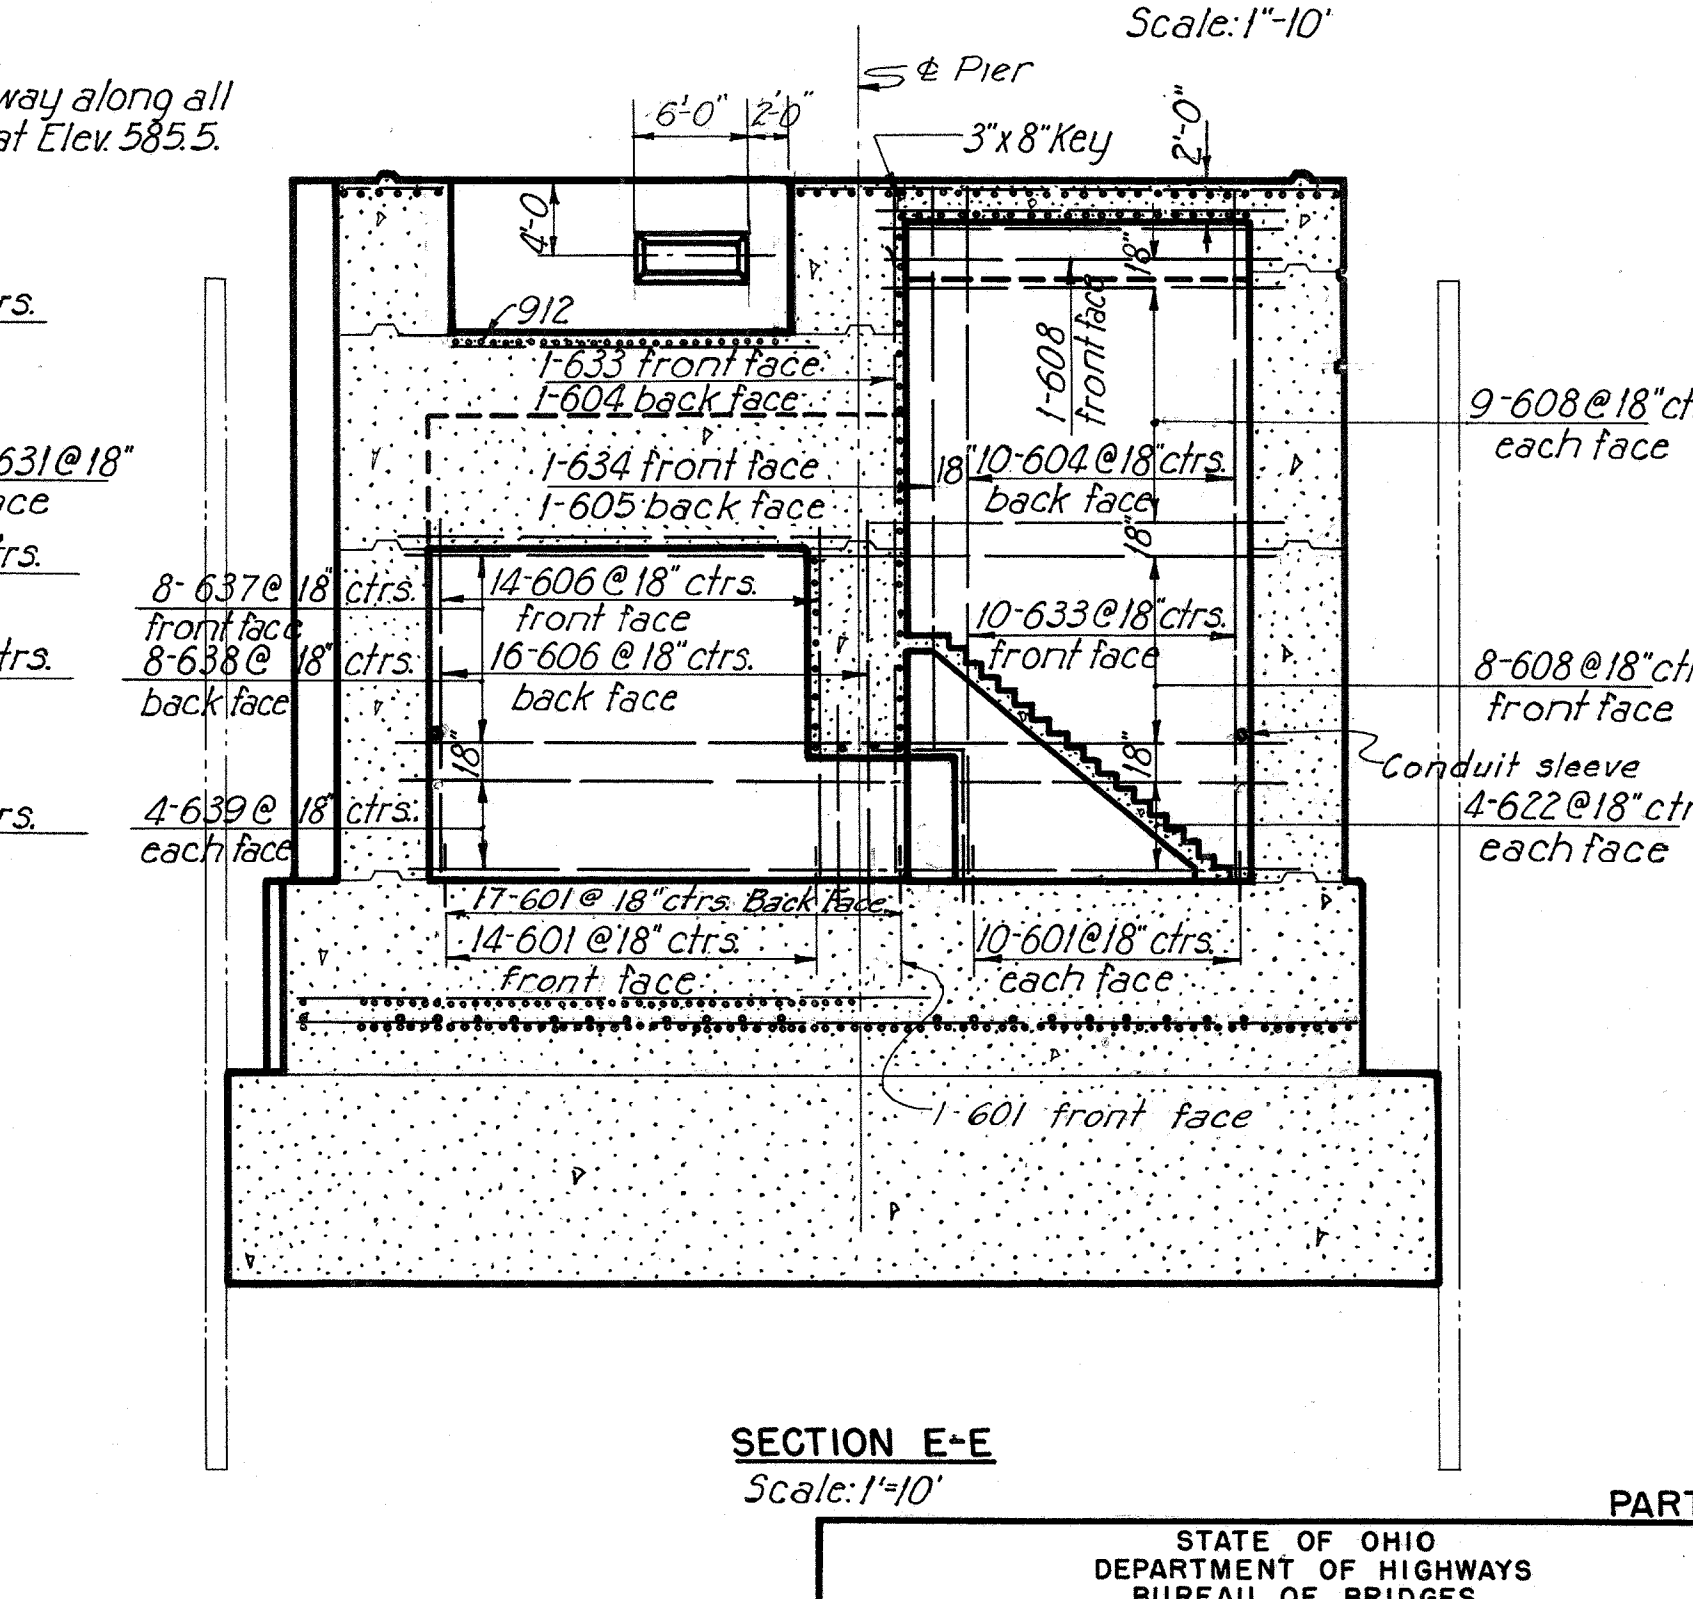 Scale: 1"-10'
℄ Pier
way along all
at Elev. 585.5.
6'-0"
2'-0"
3"x8" Key
2'-0"
4'-0
18"
912
1-633 front face
1-604 back face
1-608
front face
9-608@18"ct
each face
631@18"
ace
1-634 front face
1-605 back face
18"
10-604@18"ctrs.
back face
18"
rs.
trs.
8-637@ 18" ctrs.
front face
8-638@ 18" ctrs.
back face
14-606@18" ctrs.
front face
16-606@18"ctrs.
back face
10-633@18"ctrs.
front face
8-608@18"ct
front face
trs.
18"
18"
Conduit sleeve
4-622@18"ctr
each face
rs.
4-639@ 18" ctrs.
each face
17-601@ 18"ctrs. Back Face
14-601@18" ctrs.
front face
10-601@18"ctrs.
each face
1-601 front face
SECTION E-E
Scale: 1'=10'
PART
STATE OF OHIO
DEPARTMENT OF HIGHWAYS
BUREAU OF BRIDGES